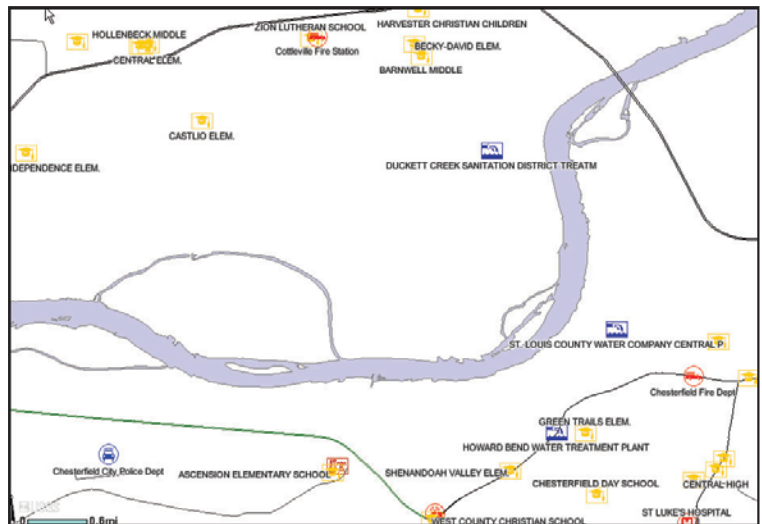 HARVESTER CHRISTIAN CHILDREN
ZION LUTHERAN SCHOOL
HOLLENBECK MIDDLE
BECKY-DAVID ELEM.
Cottleville Fire Station
CENTRAL ELEM.
BARNWELL MIDDLE
CASTLIO ELEM.
DUCKETT CREEK SANITATION DISTRICT TREATM
IDEPENDENCE ELEM.
ST. LOUIS COUNTY WATER COMPANY CENTRAL P
Chesterfield Fire Dept
GREEN TRAILS ELEM.
HOWARD BEND WATER TREATMENT PLANT
Chesterfield City Police Dept
ASCENSION ELEMENTARY SCHOOL
SHENANDOAH VALLEY ELEM.
CHESTERFIELD DAY SCHOOL
CENTRAL HIGH
ST LUKE'S HOSPITAL
WEST COUNTY CHRISTIAN SCHOOL
0 0.6mi